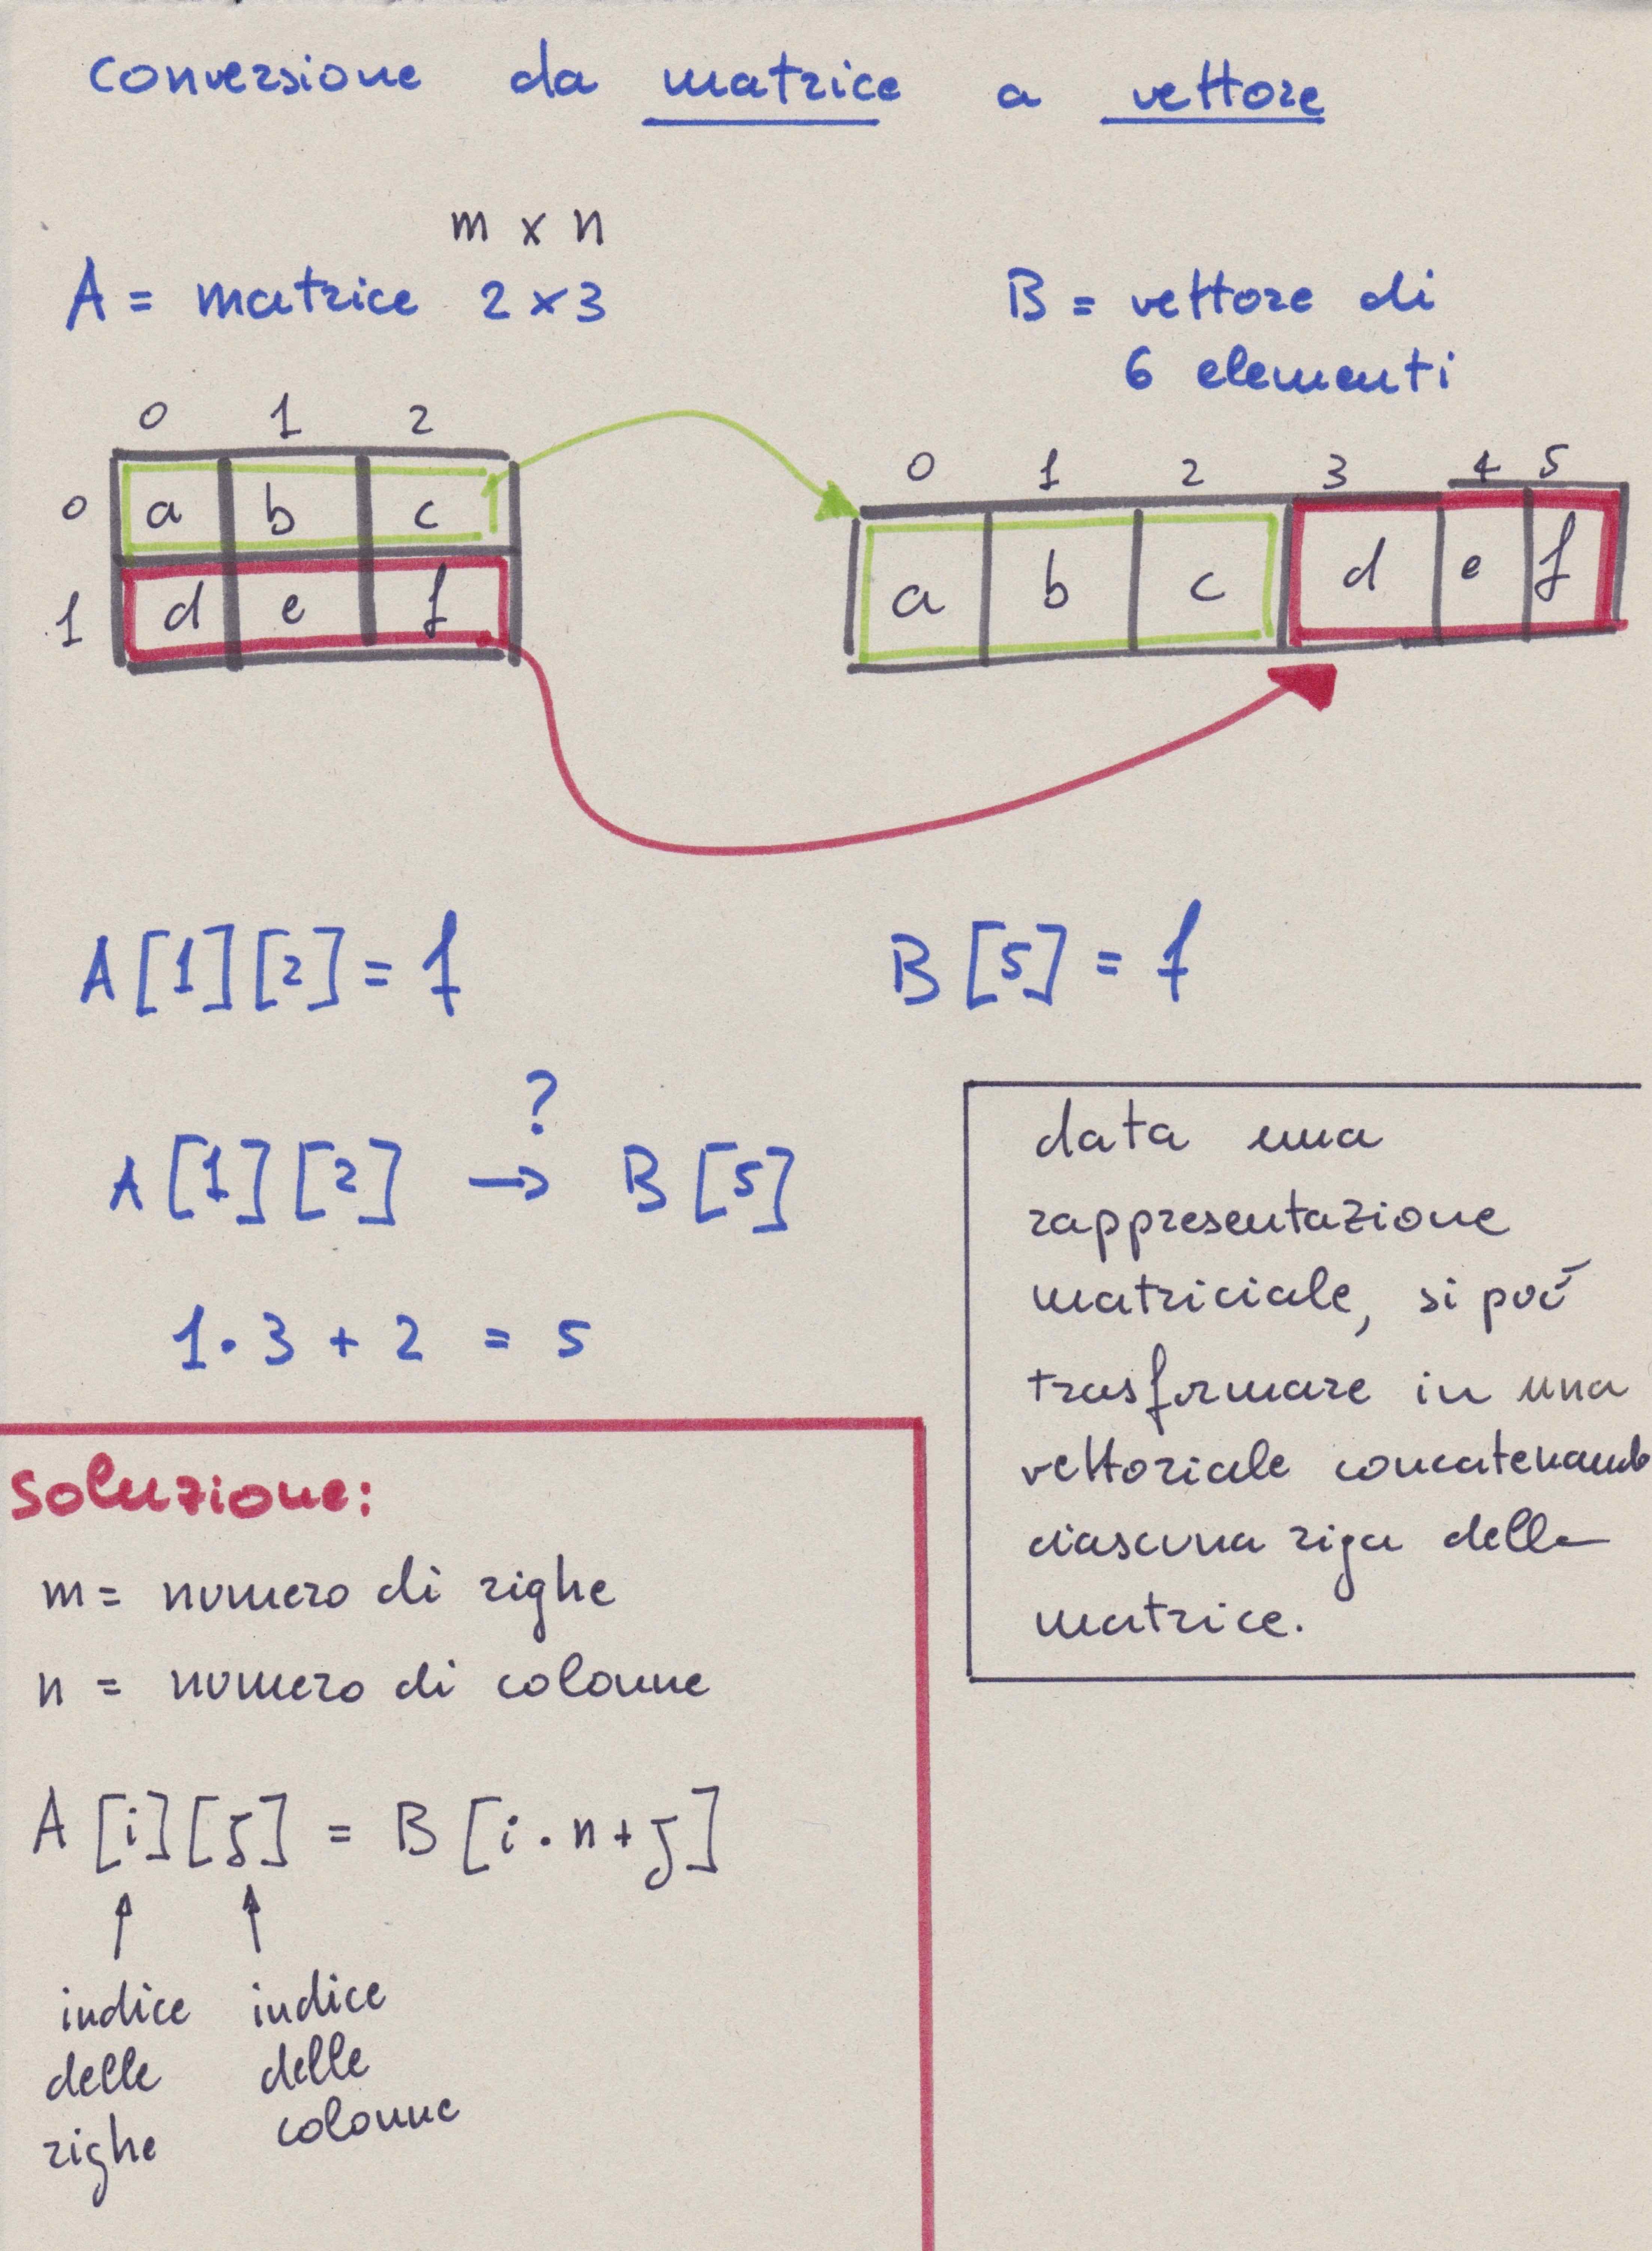 conversione da matrice a vettore
m x n
A = matrice 2 x 3
B = vettore di
6 elementi
0 1 2
0 a b c
1 d e f
0 1 2 3 4 5
a b c d e f
A[1][2] = f
B[5] = f
?
A[1][2] → B[5]
1 · 3 + 2 = 5
data una
rappresentazione
matriciale, si può
trasformare in una
vettoriale concatenando
ciascuna riga della
matrice.
soluzione:
m = numero di righe
n = numero di colonne
A[i][j] = B[i · n + j]
indice indice
delle delle
righe colonne